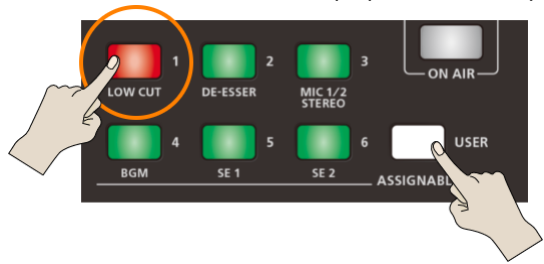 1
2
3
LOW CUT
DE-ESSER
MIC 1/2
STEREO
ON AIR
4
5
6
USER
BGM
SE 1
SE 2